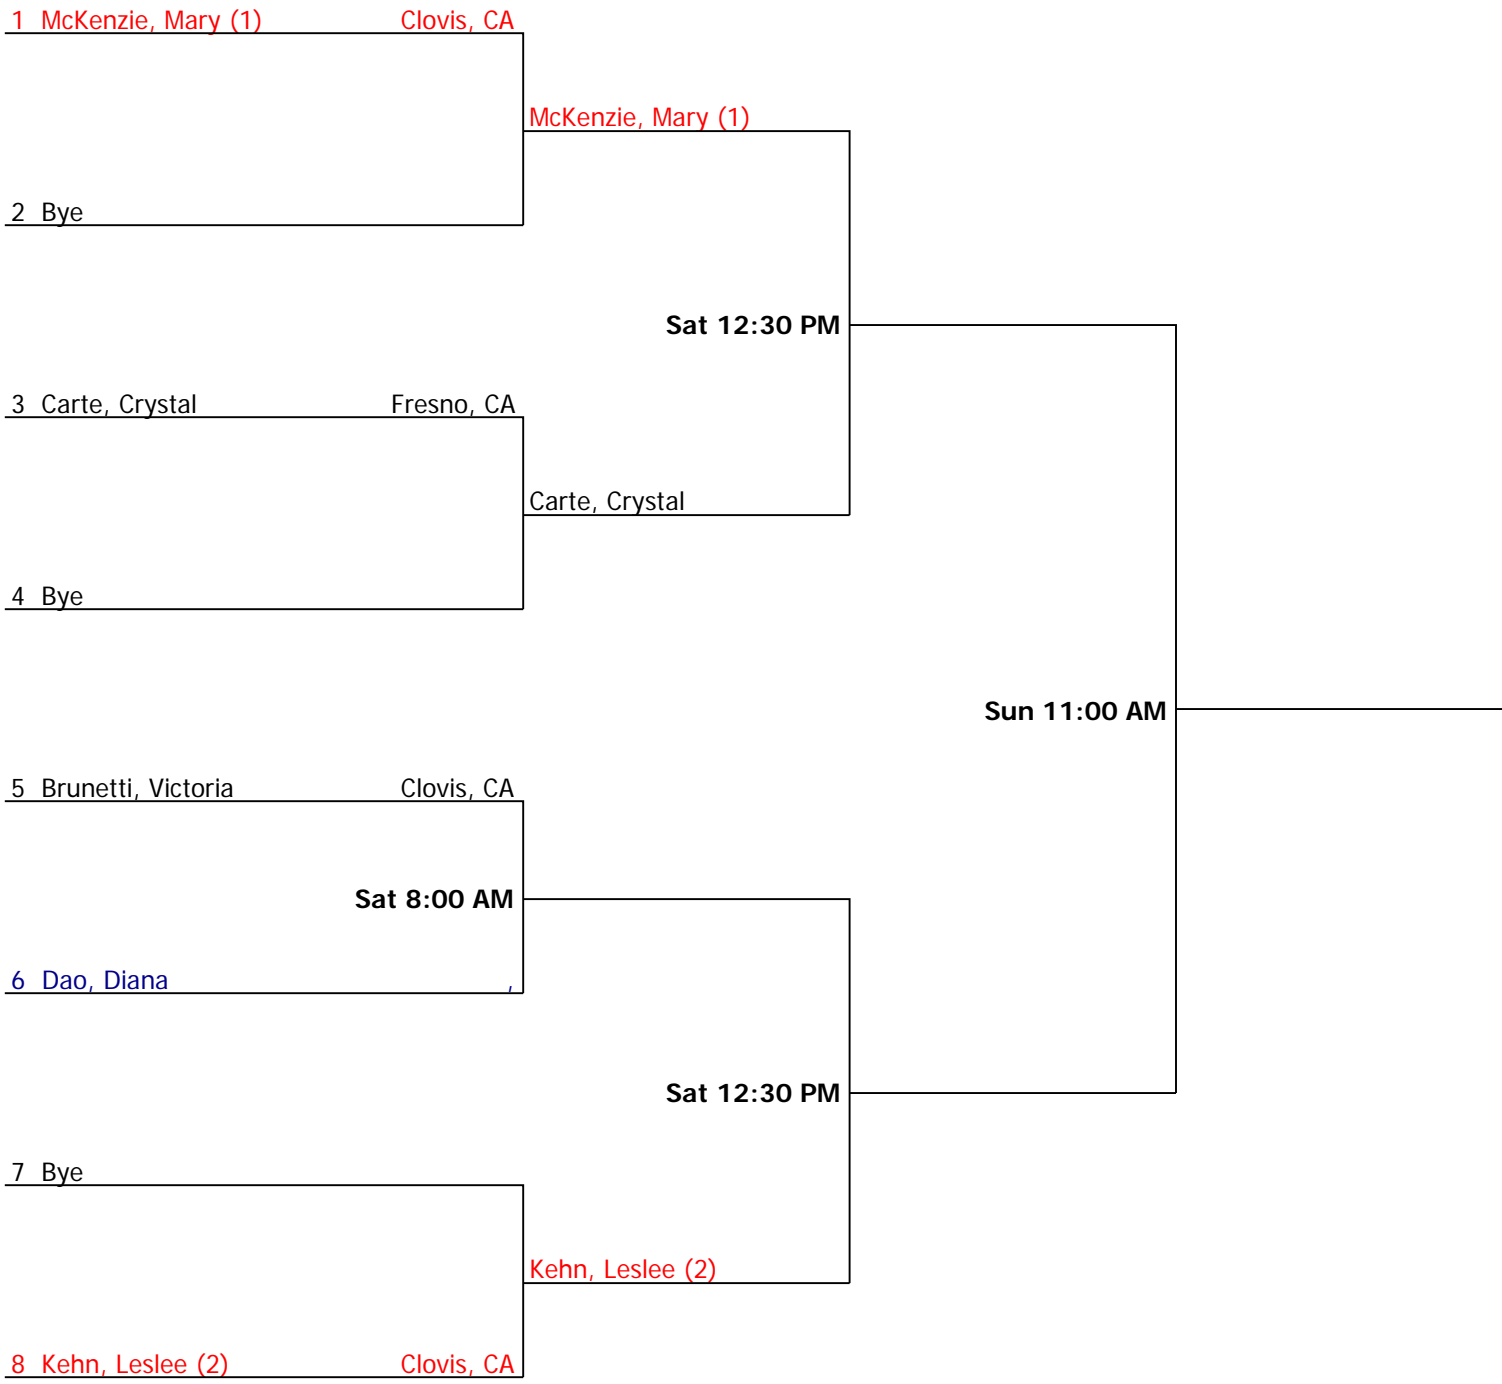 1 McKenzie, Mary (1) Clovis, CA
McKenzie, Mary (1)
2 Bye
Sat 12:30 PM
3 Carte, Crystal Fresno, CA
Carte, Crystal
4 Bye
Sun 11:00 AM
5 Brunetti, Victoria Clovis, CA
Sat 8:00 AM
6 Dao, Diana ,
Sat 12:30 PM
7 Bye
Kehn, Leslee (2)
8 Kehn, Leslee (2) Clovis, CA